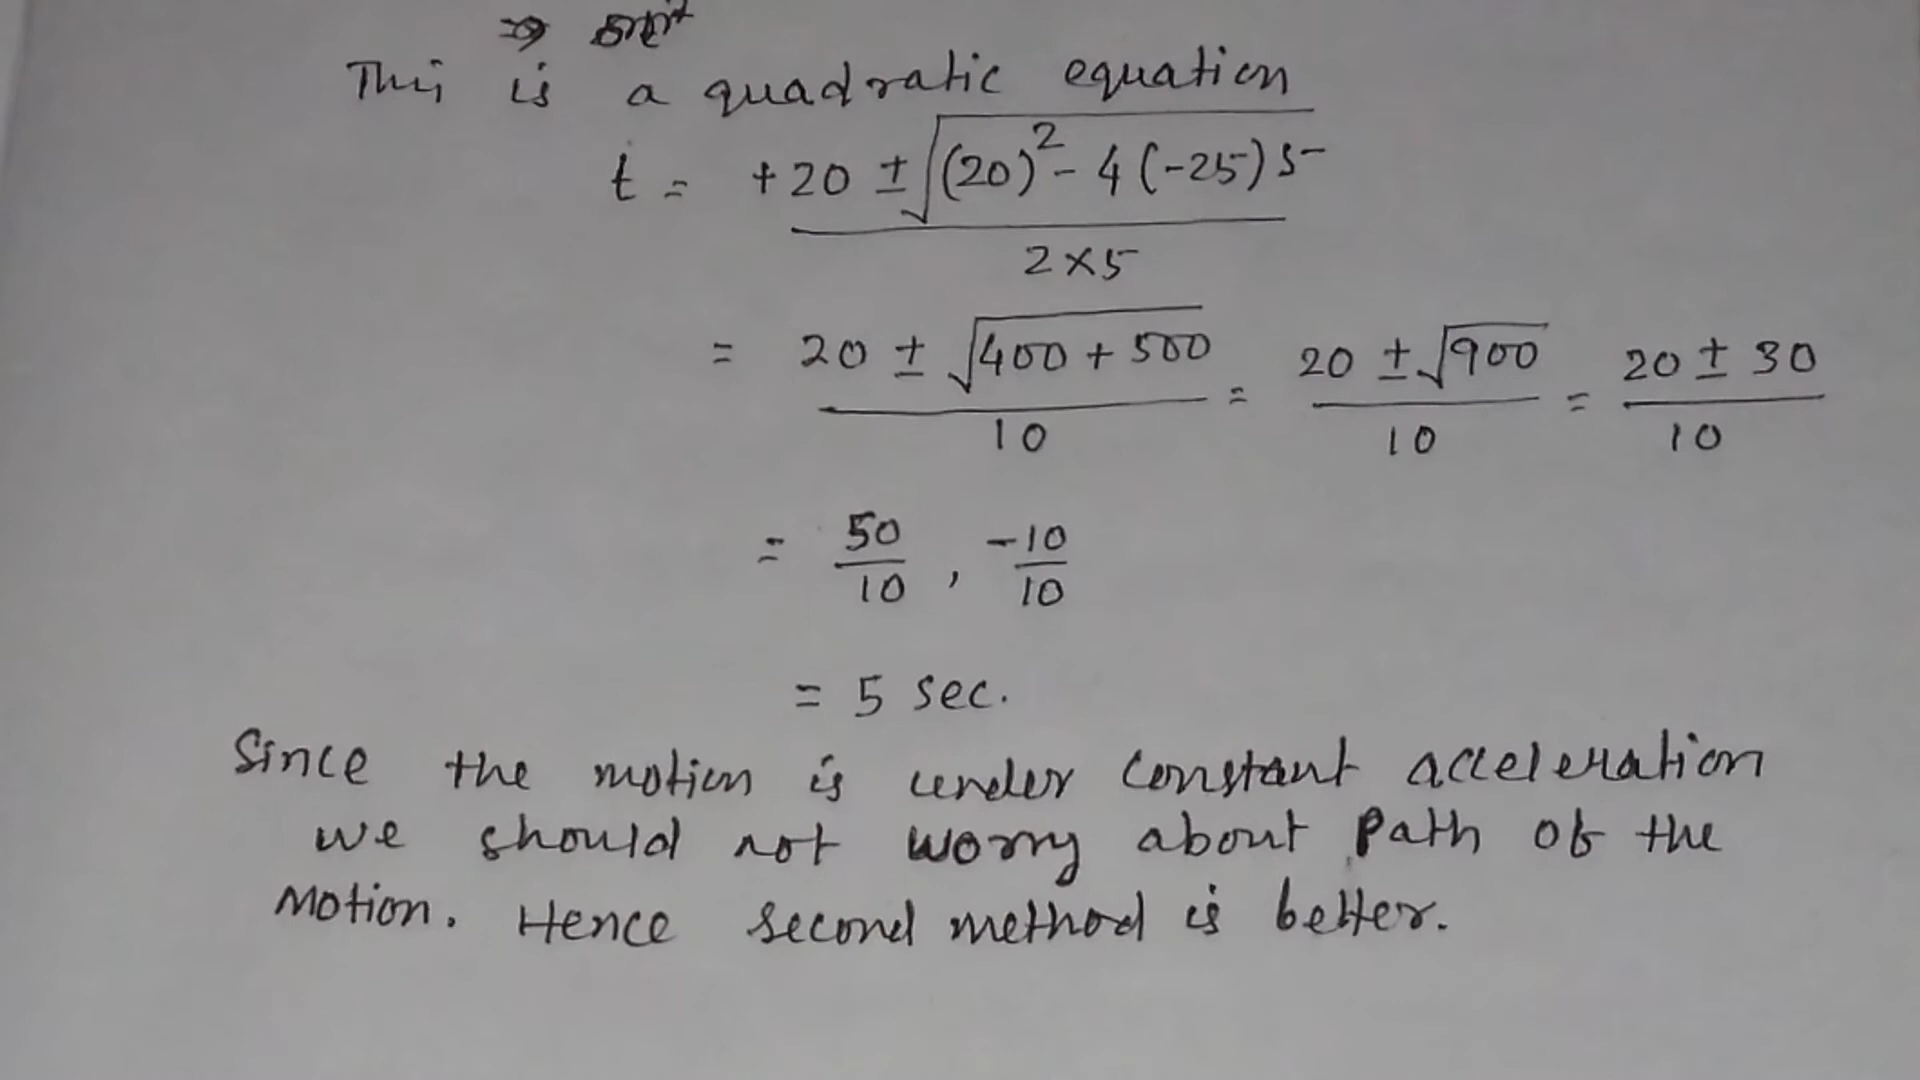 This is a quadratic equation
t = +20 ± √(20)² - 4(-25)5 / 2×5
= 20 ± √400 + 500 / 10 = 20 ± √900 / 10 = 20 ± 30 / 10
= 50/10 , -10/10
= 5 sec.
Since the motion is under constant acceleration
we should not worry about path of the
motion. Hence second method is better.